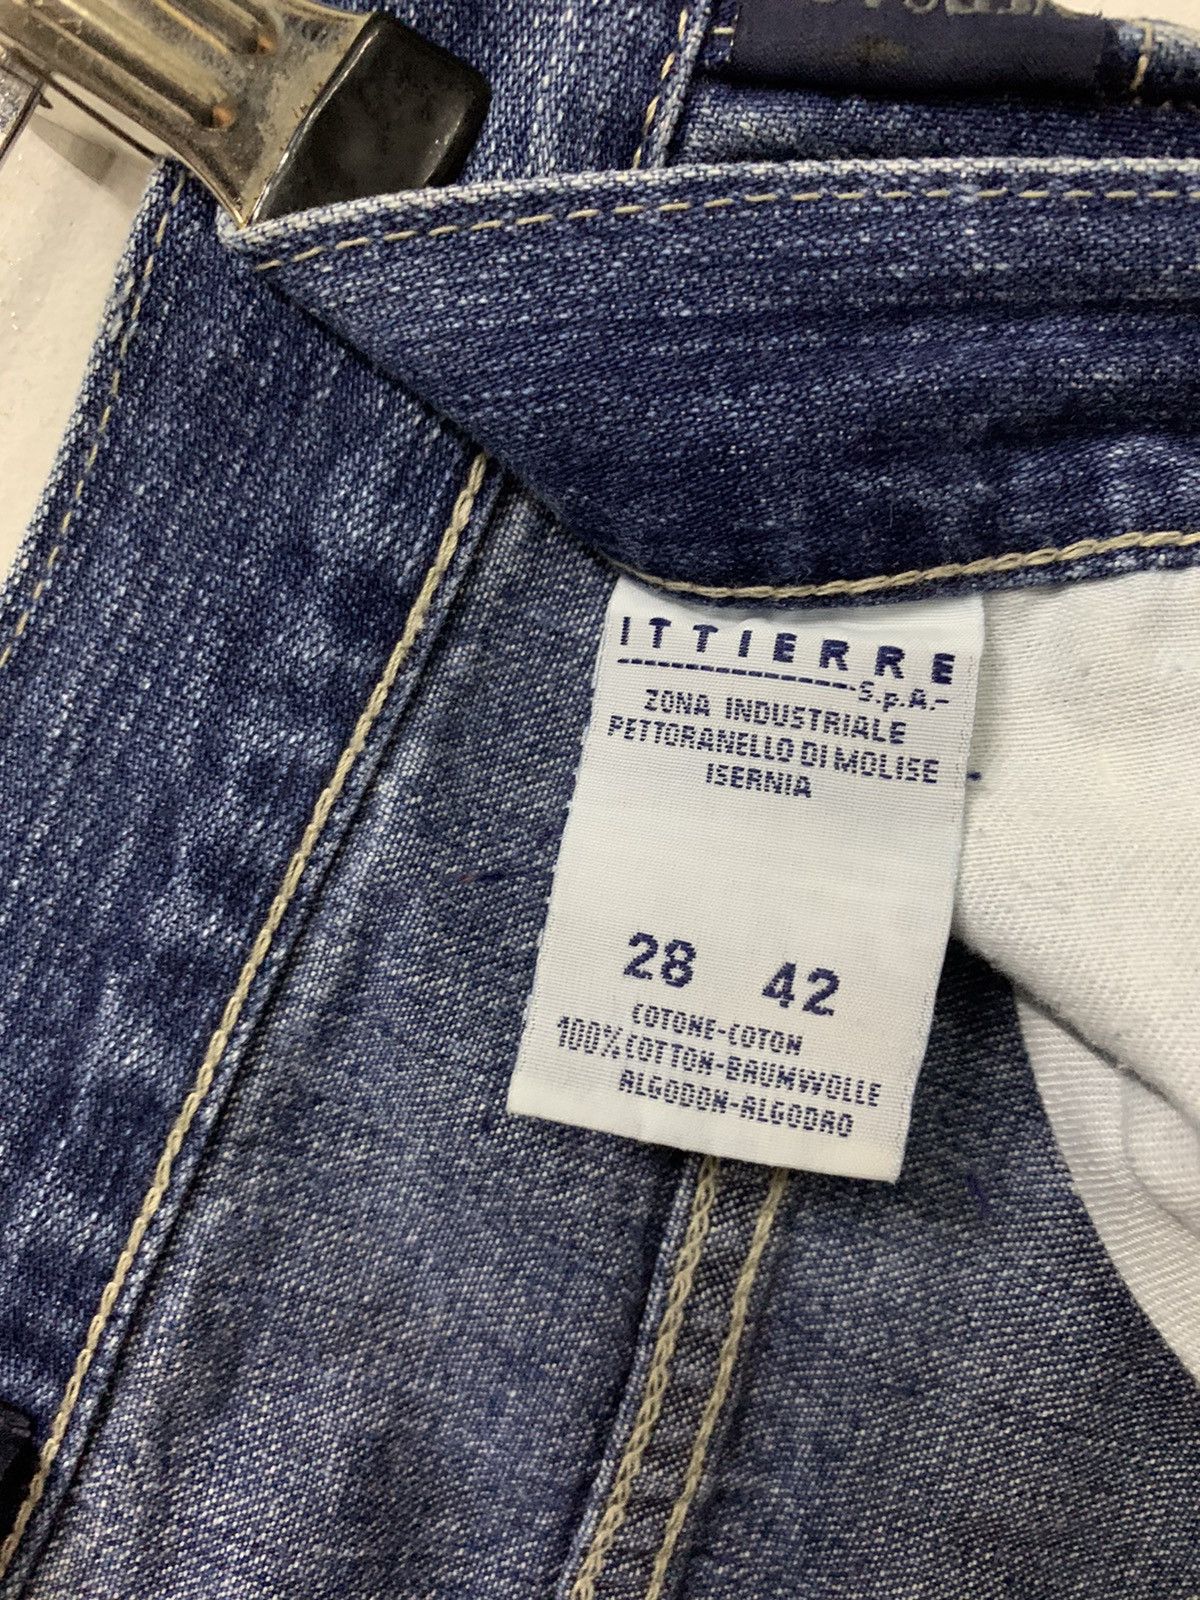 ITTIERRE
S.p.A.-
ZONA INDUSTRIALE
PETTORANELLO DI MOLISE
ISERNIA
28 42
COTONE-COTON
100% COTTON-BAUMWOLLE
ALGODON-ALGODAO